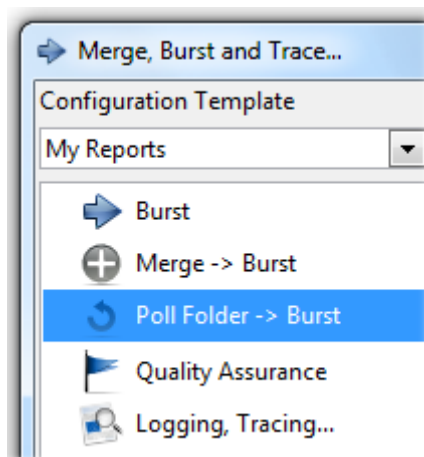 Merge, Burst and Trace...
Configuration Template
My Reports
Burst
Merge -> Burst
Poll Folder -> Burst
Quality Assurance
Logging, Tracing...